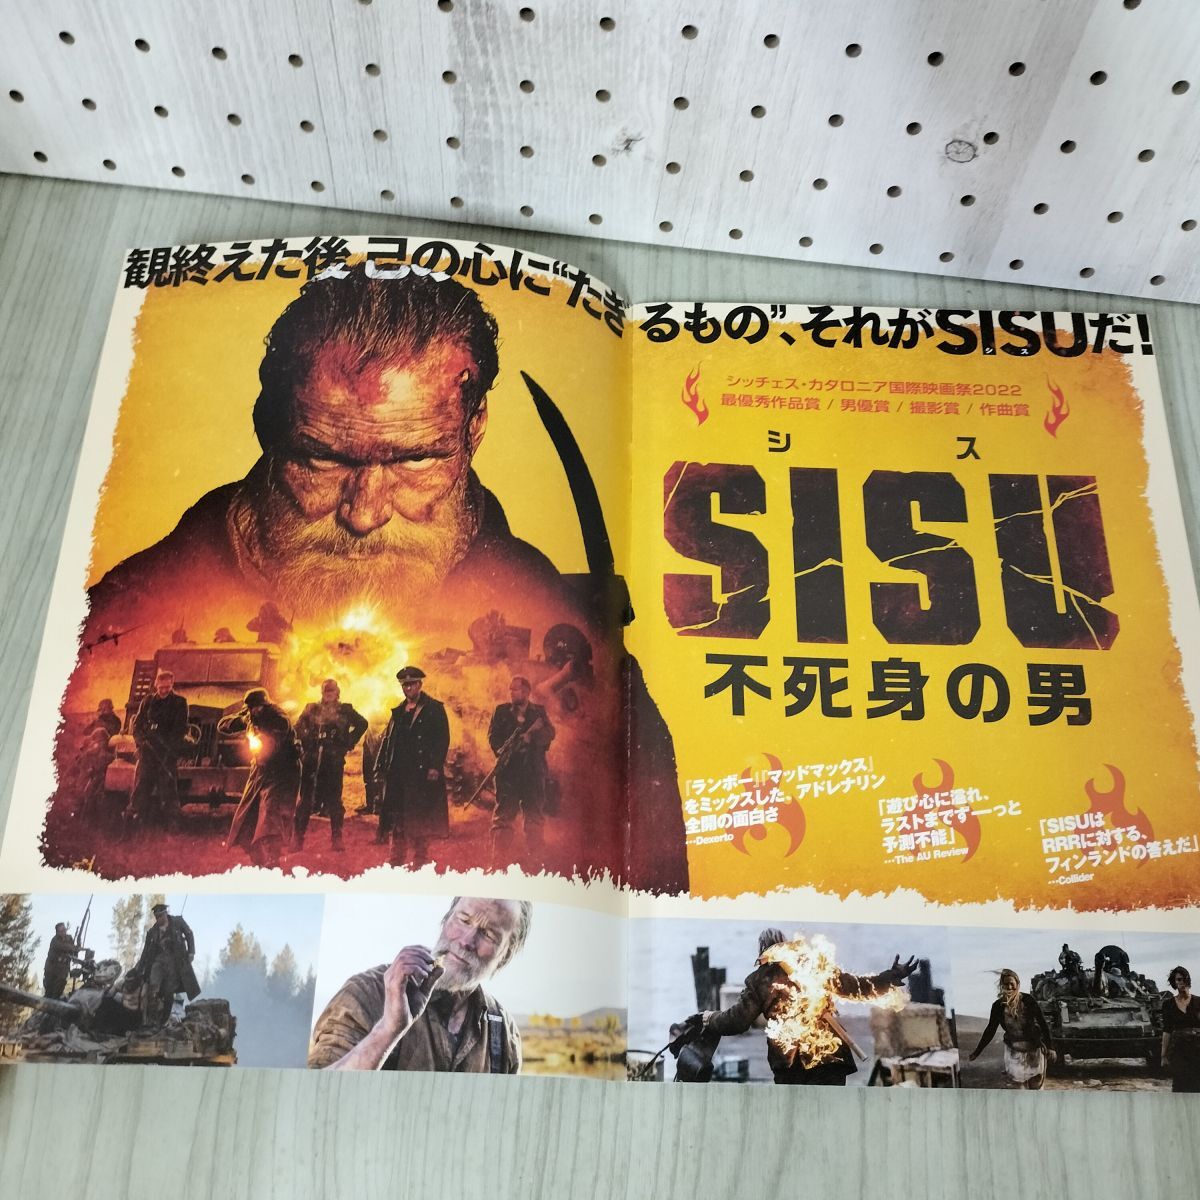 観終えた後 己の心に“たぎるもの”、それがSISUだ!
シス
シッチェス・カタロニア国際映画祭2022
最優秀作品賞 / 男優賞 / 撮影賞 / 作曲賞
シス
SISU
不死身の男
『ランボー』『マッドマックス』
をミックスした、アドレナリン
全開の面白さ
…Dexerto
「遊び心に溢れ、
ラストまでずーーっと
予測不能」
…The AU Review
「SISUは
RRRに対する、
フィンランドの答えだ」
…Collider